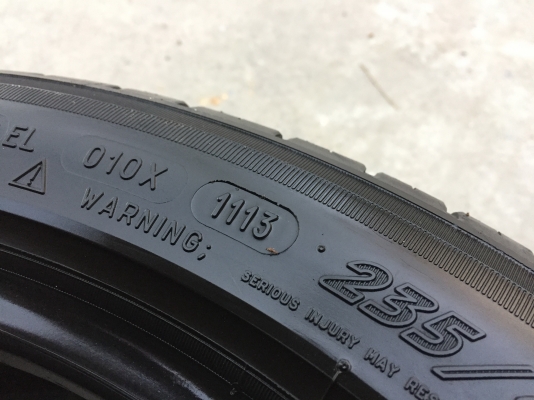 EL 010X 1113
WARNING;
235/
SERIOUS INJURY MAY